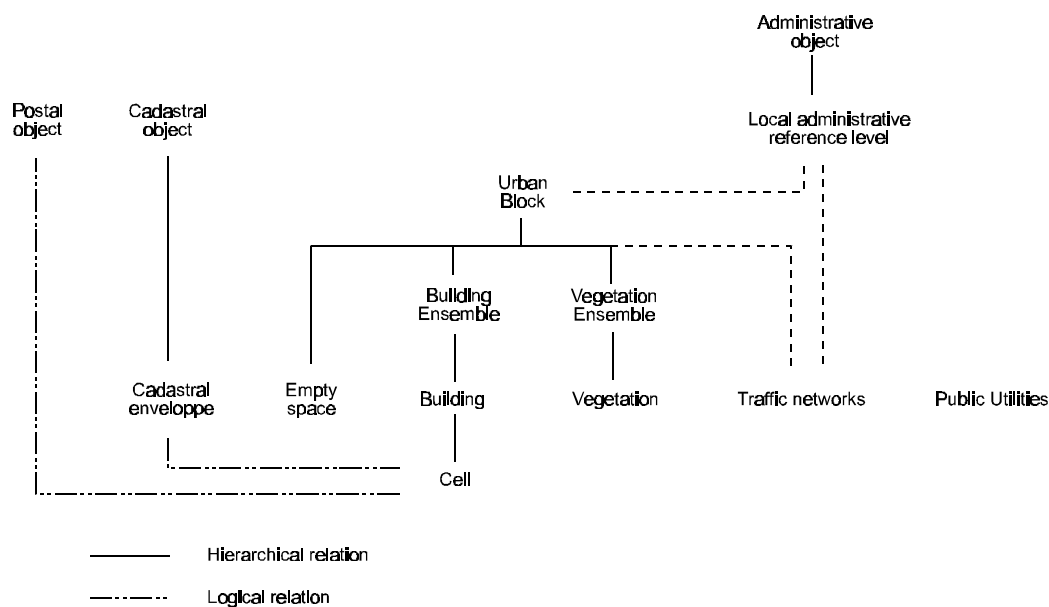 Administrative
object
Postal
object
Cadastral
object
Local administrative
reference level
Urban
Block
Building
Ensemble
Vegetation
Ensemble
Cadastral
enveloppe
Empty
space
Building
Vegetation
Traffic networks
Public Utilities
Cell
Hierarchical relation
Logical relation